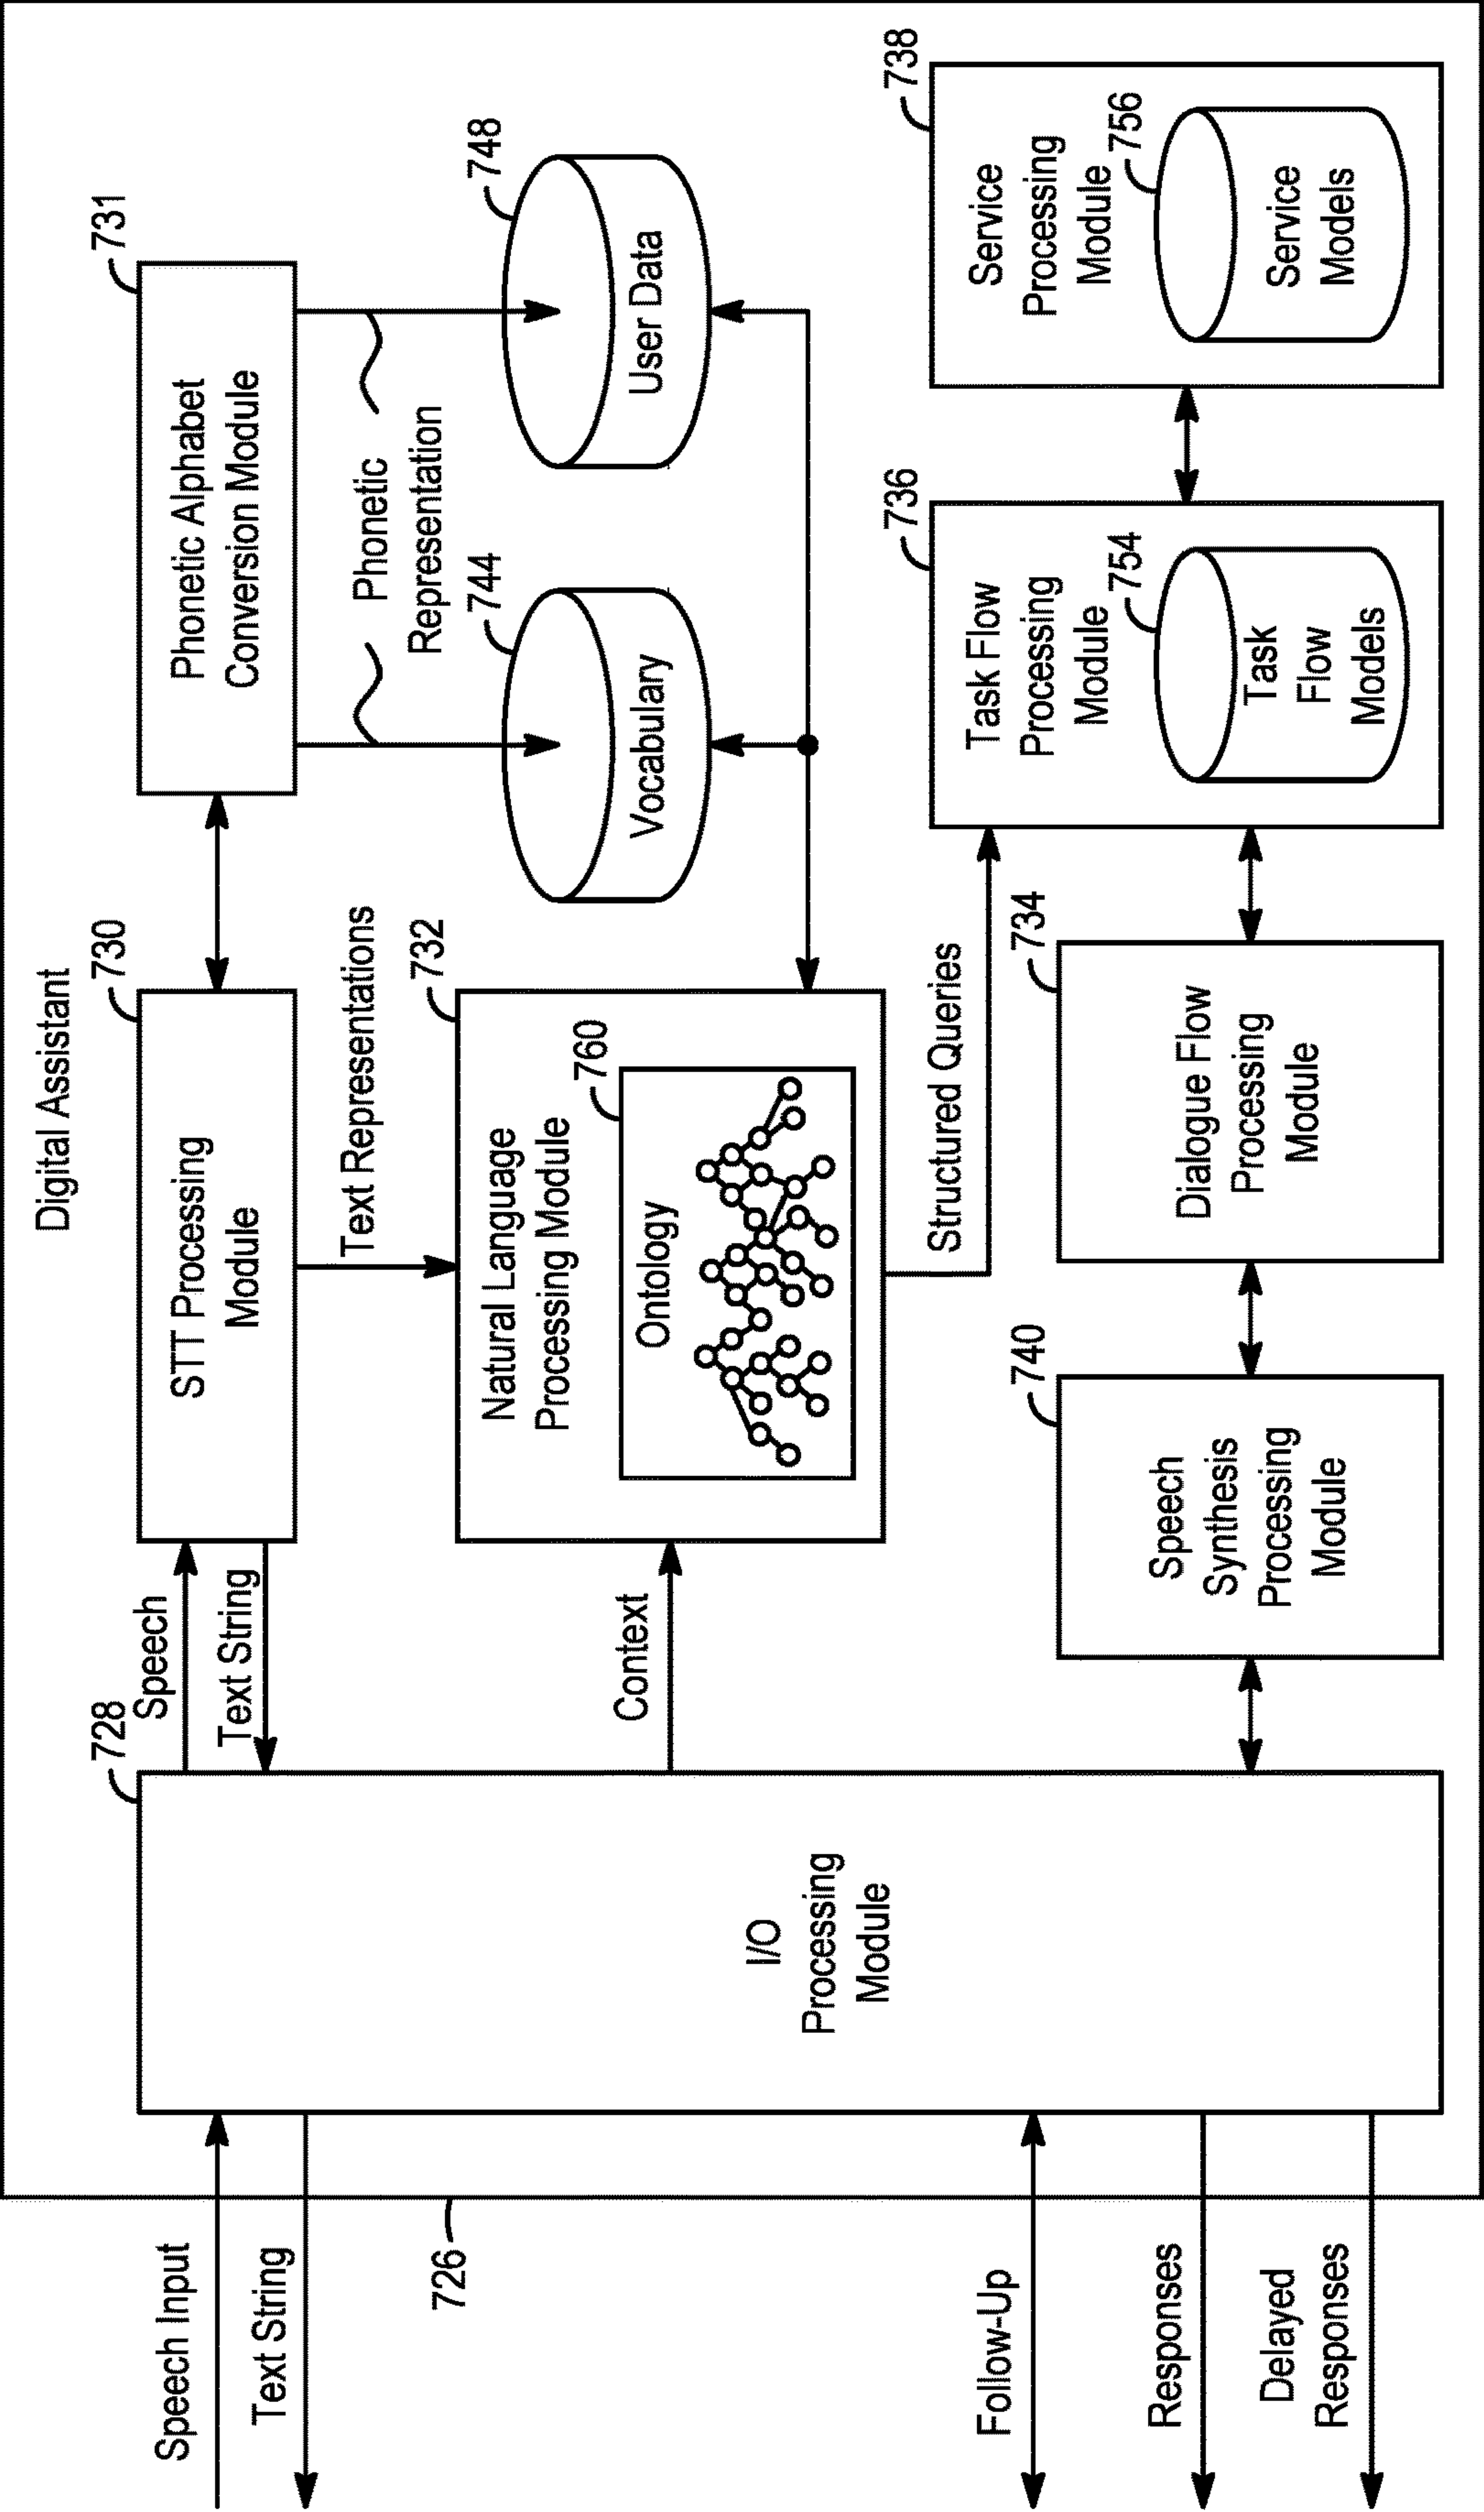 Digital Assistant
Speech Input
Text String
726
728
I/O
Processing
Module
Speech
Text String
730
STT Processing
Module
731
Phonetic Alphabet
Conversion Module
Text Representations
Phonetic
Representation
732
Natural Language
Processing Module
760
Ontology
Context
744
Vocabulary
748
User Data
Structured Queries
Follow-Up
Responses
Delayed
Responses
740
Speech
Synthesis
Processing
Module
734
Dialogue Flow
Processing
Module
736
Task Flow
Processing
Module
754
Task
Flow
Models
738
Service
Processing
Module
756
Service
Models